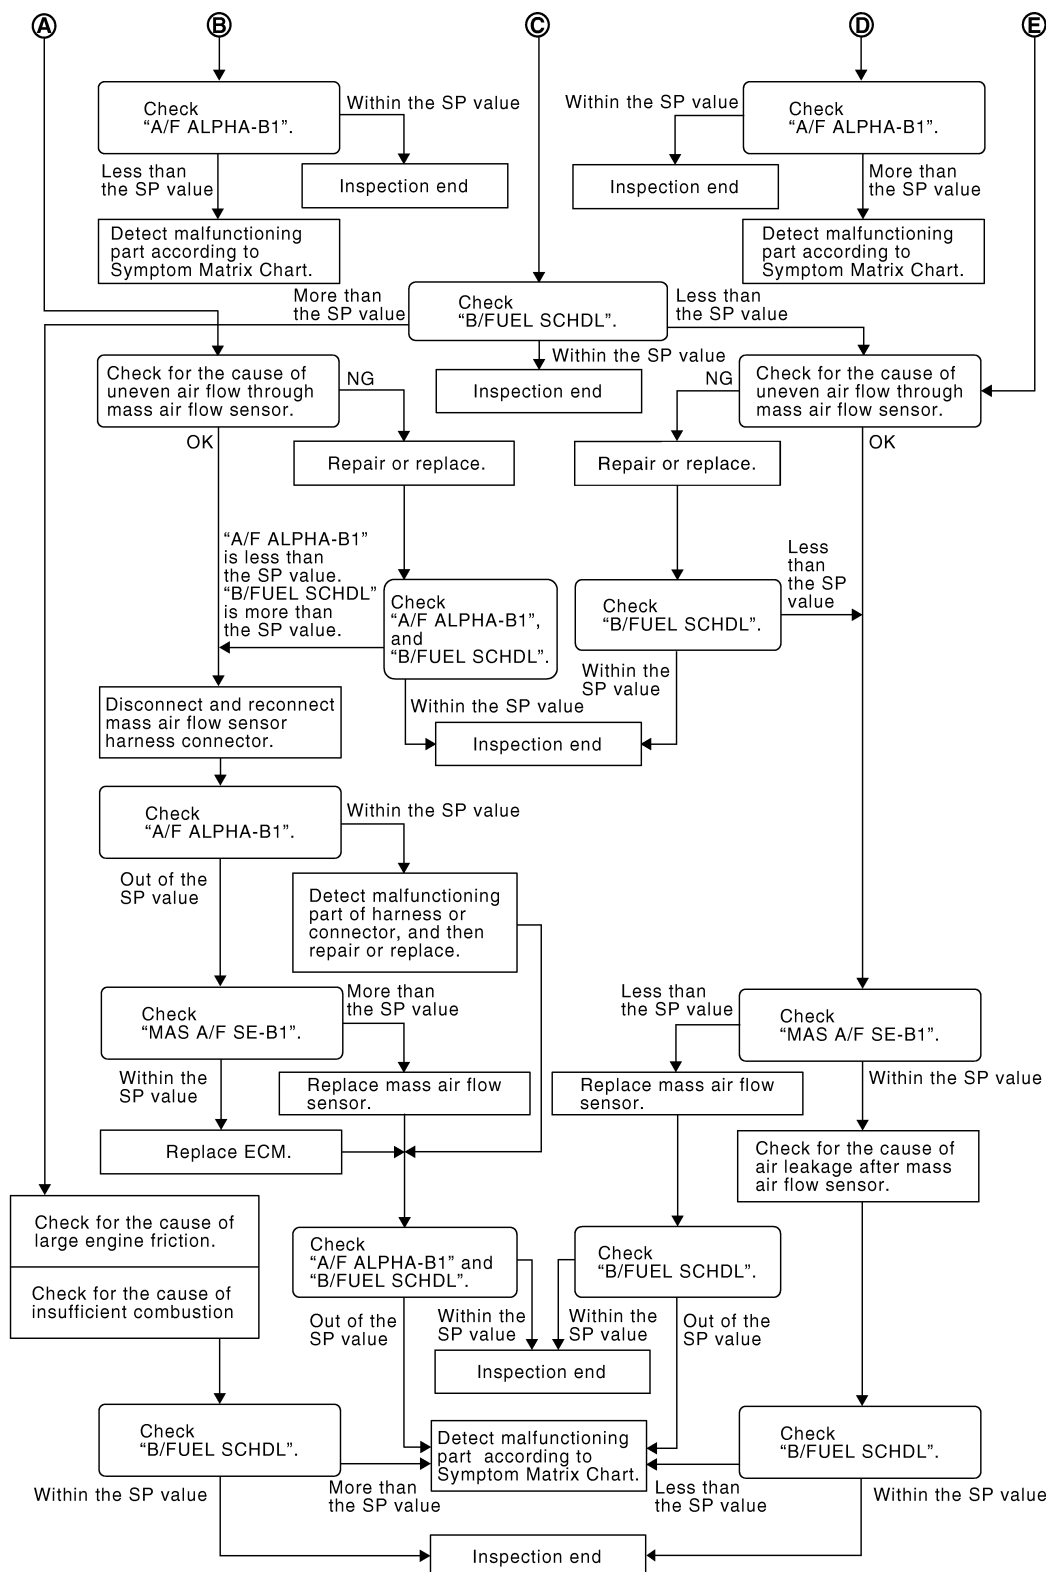 A
B
C
D
E
Check
“A/F ALPHA-B1”.
Within the SP value
Less than
the SP value
Inspection end
Detect malfunctioning
part according to
Symptom Matrix Chart.
Within the SP value
Check
“A/F ALPHA-B1”.
Inspection end
More than
the SP value
Detect malfunctioning
part according to
Symptom Matrix Chart.
More than
the SP value
Check
“B/FUEL SCHDL”.
Less than
the SP value
Within the SP value
Inspection end
Check for the cause of
uneven air flow through
mass air flow sensor.
NG
OK
Repair or replace.
NG
Check for the cause of
uneven air flow through
mass air flow sensor.
OK
Repair or replace.
“A/F ALPHA-B1”
is less than
the SP value.
“B/FUEL SCHDL”
is more than
the SP value.
Check
“A/F ALPHA-B1”,
and
“B/FUEL SCHDL”.
Check
“B/FUEL SCHDL”.
Less
than
the SP
value
Within the
SP value
Within the SP value
Inspection end
Disconnect and reconnect
mass air flow sensor
harness connector.
Check
“A/F ALPHA-B1”.
Within the SP value
Out of the
SP value
Detect malfunctioning
part of harness or
connector, and then
repair or replace.
Check
“MAS A/F SE-B1”.
More than
the SP value
Within the
SP value
Replace mass air flow
sensor.
Replace ECM.
Less than
the SP value
Check
“MAS A/F SE-B1”.
Within the SP value
Replace mass air flow
sensor.
Check for the cause of
air leakage after mass
air flow sensor.
Check for the cause of
large engine friction.
Check for the cause of
insufficient combustion
Check
“A/F ALPHA-B1” and
“B/FUEL SCHDL”.
Check
“B/FUEL SCHDL”.
Out of the
SP value
Within the
SP value
Within the
SP value
Out of the
SP value
Inspection end
Check
“B/FUEL SCHDL”.
Detect malfunctioning
part  according to
Symptom Matrix Chart.
Check
“B/FUEL SCHDL”.
Within the SP value
More than
the SP value
Less than
the SP value
Within the SP value
Inspection end